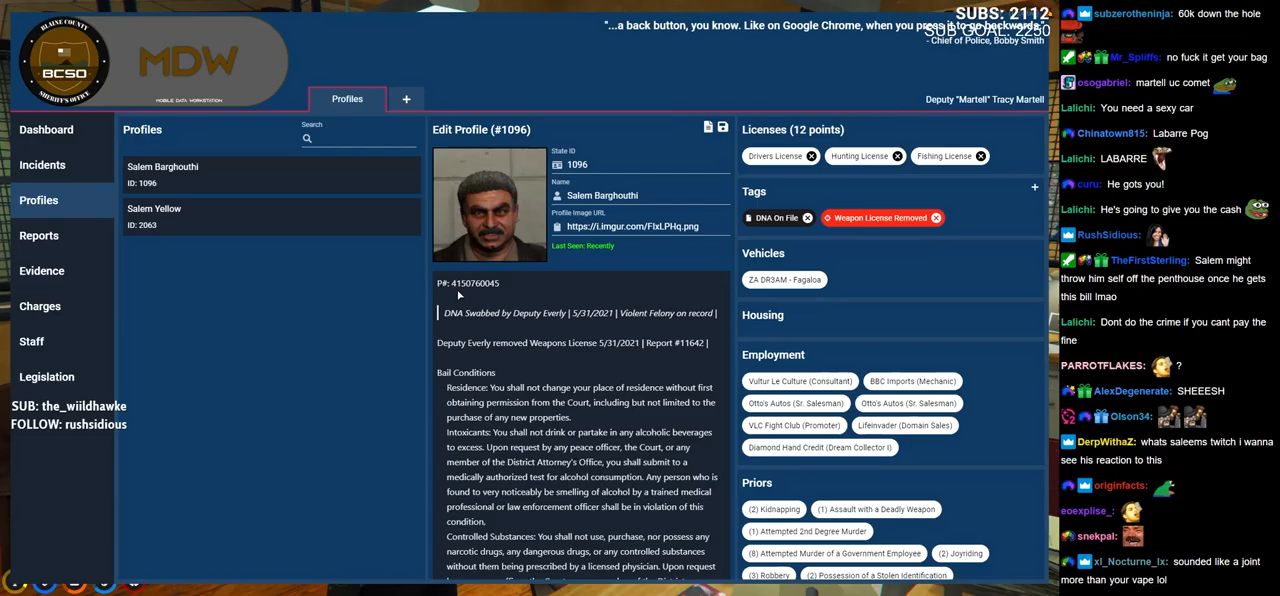 BLAINE COUNTY
BCSO
SHERIFF'S OFFICE
MDW
MOBILE DATA WORKSTATION
Profiles
+
"...a back button, you know. Like on Google Chrome, when you press it to go backwards."
- Chief of Police, Bobby Smith
SUBS: 2112
SUB GOAL: 2250
Deputy "Martell" Tracy Martell
Dashboard
Incidents
Profiles
Reports
Evidence
Charges
Staff
Legislation
SUB: the_wiildhawke
FOLLOW: rushsidious
Profiles
Search
Salem Barghouthi
ID: 1096
Salem Yellow
ID: 2063
Edit Profile (#1096)
State ID
1096
Name
Salem Barghouthi
Profile Image URL
https://i.imgur.com/FIxLPHq.png
Last Seen: Recently
P#: 4150760045
DNA Swabbed by Deputy Everly | 5/31/2021 | Violent Felony on record |
Deputy Everly removed Weapons License 5/31/2021 | Report #11642 |
Bail Conditions
Residence: You shall not change your place of residence without first
obtaining permission from the Court, including but not limited to the
purchase of any new properties.
Intoxicants: You shall not drink or partake in any alcoholic beverages
to excess. Upon request by any peace officer, the Court, or any
member of the District Attorney's Office, you shall submit to a
medically authorized test for alcohol consumption. Any person who is
found to very noticeably be smelling of alcohol by a trained medical
professional or law enforcement officer shall be in violation of this
condition.
Controlled Substances: You shall not use, purchase, nor possess any
narcotic drugs, any dangerous drugs, or any controlled substances
without them being prescribed by a licensed physician. Upon request
Licenses (12 points)
Drivers License
Hunting License
Fishing License
Tags
+
DNA On File
Weapon License Removed
Vehicles
ZA DR3AM - Fagaloa
Housing
Employment
Vultur Le Culture (Consultant)
BBC Imports (Mechanic)
Otto's Autos (Sr. Salesman)
Otto's Autos (Sr. Salesman)
VLC Fight Club (Promoter)
Lifeinvader (Domain Sales)
Diamond Hand Credit (Dream Collector I)
Priors
(2) Kidnapping
(1) Assault with a Deadly Weapon
(1) Attempted 2nd Degree Murder
(8) Attempted Murder of a Government Employee
(2) Joyriding
(3) Robbery
(2) Possession of a Stolen Identification
subzerotheninja: 60k down the
hole
Mr_Spliffs: no fuck it get your bag
osogabriel: martell uc comet
Lalichi: You need a sexy car
Chinatown815: Labarre Pog
Lalichi: LABARRE
curu: He gots you!
Lalichi: He's going to give you the cash
RushSidious:
TheFirstSterling: Salem might
throw him self off the penthouse once he gets
this bill lmao
Lalichi: Dont do the crime if you cant pay the
fine
PARROTFLAKES: ?
AlexDegenerate: SHEEESH
Olson34:
DerpWithaZ: whats saleems twitch i wanna
see his reaction to this
originfacts:
eoexplise_:
snekpal:
xl_Nocturne_lx: sounded like a joint
more than your vape lol